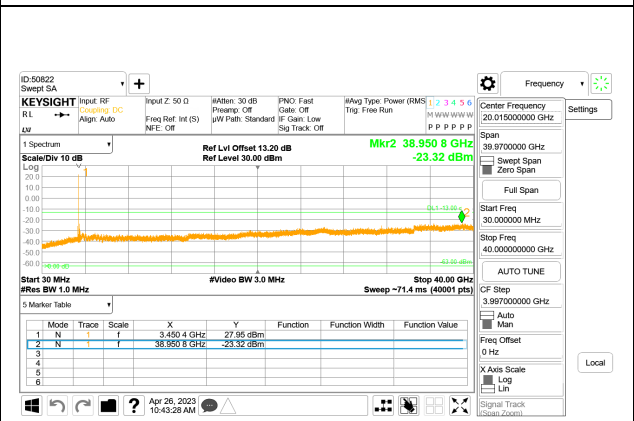 ID:50822
Swept SA
Frequency
KEYSIGHT Input: RF Input Z: 50 Ω #Atten: 30 dB PNO: Fast #Avg Type: Power (RMS 1 2 3 4 5 6
RL Coupling: DC Preamp: Off Gate: Off Trig: Free Run M W W W W W
Align: Auto Freq Ref: Int (S) µW Path: Standard IF Gain: Low
LXI NFE: Off Sig Track: Off P P P P P P
Center Frequency
20.015000000 GHz
Settings
Span
39.9700000 GHz
Swept Span
Zero Span
Full Span
Start Freq
30.000000 MHz
Stop Freq
40.000000000 GHz
AUTO TUNE
CF Step
3.997000000 GHz
Auto
Man
Freq Offset
0 Hz
X Axis Scale
Log
Lin
Signal Track
(Span Zoom)
Local
1 Spectrum
Ref Lvl Offset 13.20 dB Mkr2 38.950 8 GHz
Scale/Div 10 dB Ref Level 30.00 dBm -23.32 dBm
Log
1
20.0
10.0
0.00
-10.0 DL1 -13.00
2
-20.0
-30.0
-40.0
-50.0
-60.0
Start 30 MHz #Video BW 3.0 MHz Stop 40.00 GHz
#Res BW 1.0 MHz Sweep ~71.4 ms (40001 pts)
5 Marker Table
Mode Trace Scale X Y Function Function Width Function Value
1 N 1 f 3.450 4 GHz 27.95 dBm
2 N 1 f 38.950 8 GHz -23.32 dBm
3
4
5
6
Apr 26, 2023
10:43:28 AM